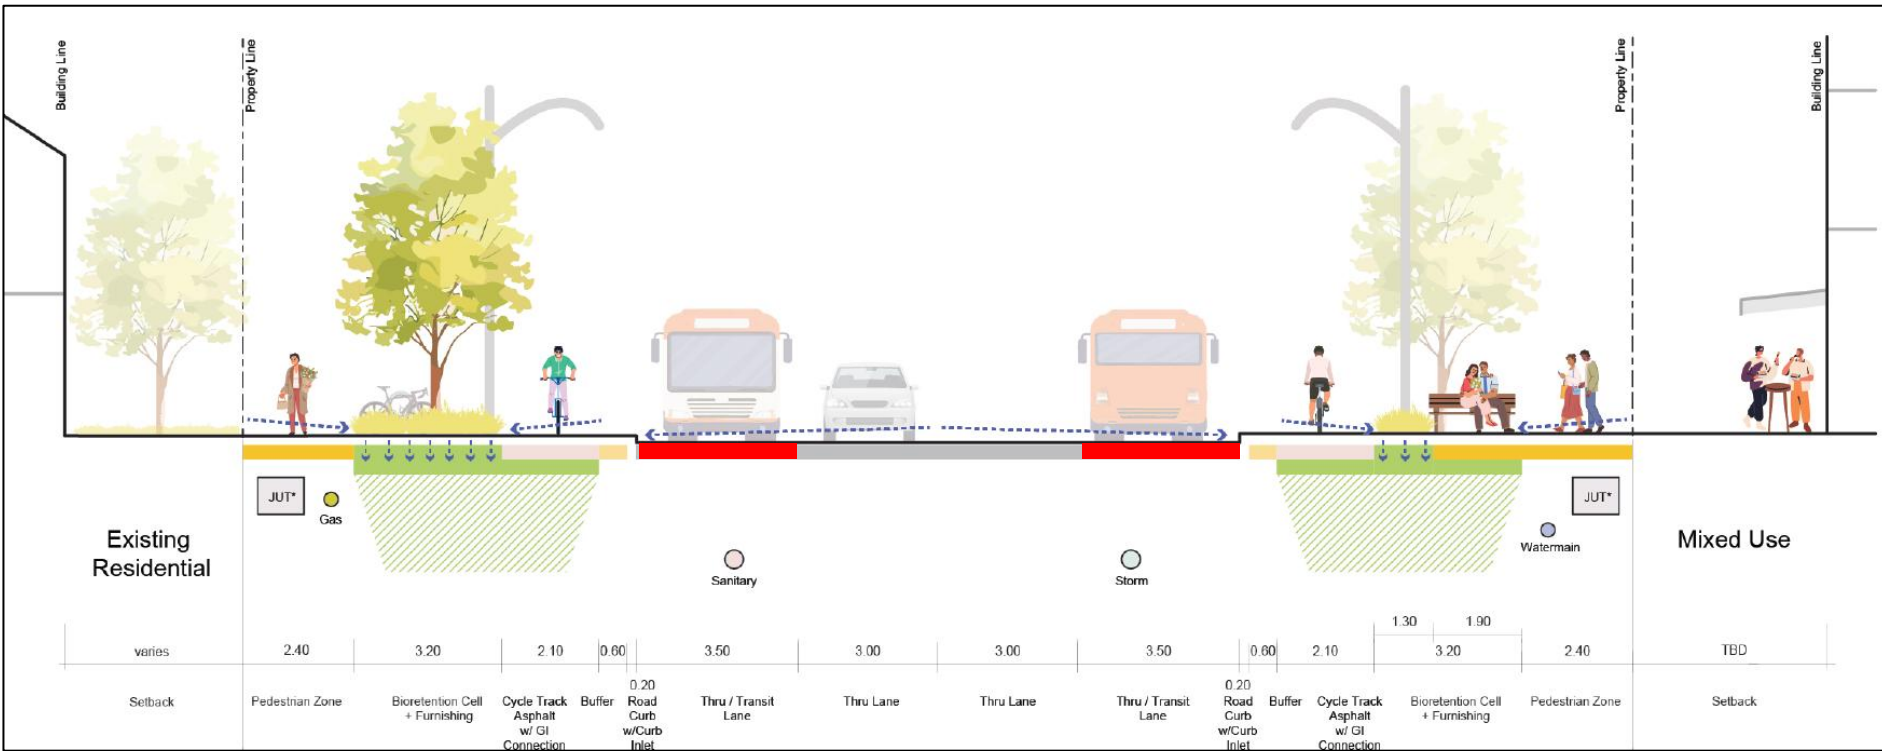 Building Line
Property Line
Property Line
Building Line
JUT*
Gas
JUT*
Watermain
Existing
Residential
Mixed Use
Sanitary
Storm
1.30
1.90
varies
2.40
3.20
2.10
0.60
3.50
3.00
3.00
3.50
0.60
2.10
3.20
2.40
TBD
Setback
Pedestrian Zone
Bioretention Cell
+ Furnishing
Cycle Track
Asphalt
w/ GI
Connection
Buffer
0.20
Road
Curb
w/Curb
Inlet
Thru / Transit
Lane
Thru Lane
Thru Lane
Thru / Transit
Lane
0.20
Road
Curb
w/Curb
Inlet
Buffer
Cycle Track
Asphalt
w/ GI
Connection
Bioretention Cell
+ Furnishing
Pedestrian Zone
Setback